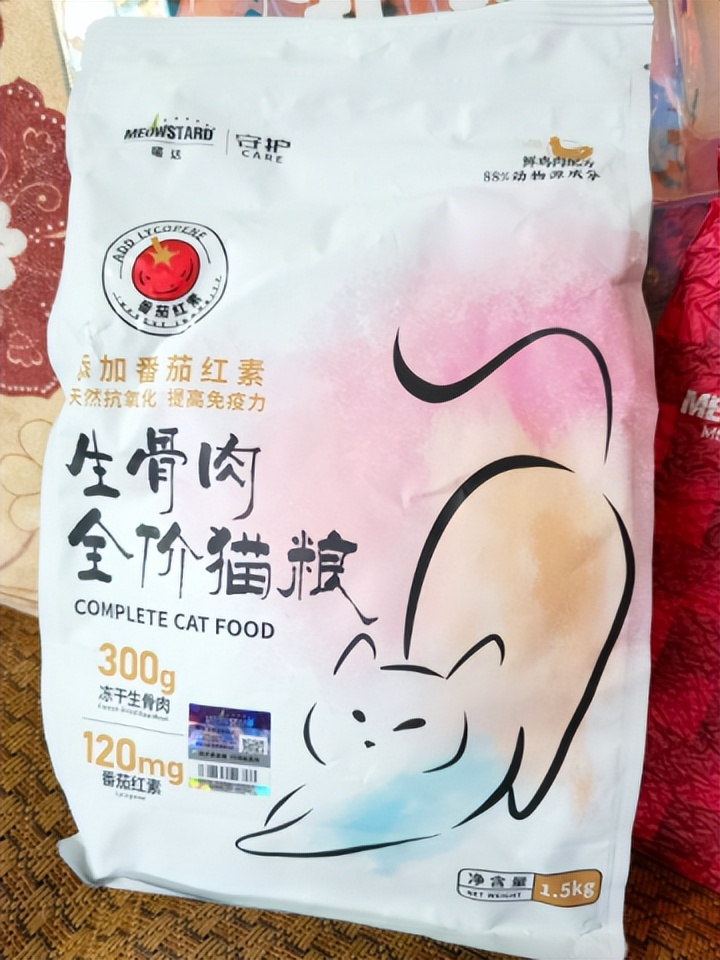 MEOWSTARD
喵达
守护
CARE
鲜鸡肉配方
88%动物源成分
ADD LYCOPENE
番茄红素
添加番茄红素
天然抗氧化 提高免疫力
生骨肉
全价猫粮
COMPLETE CAT FOOD
300g
冻干生骨肉
120mg
番茄红素
Lycopene
净含量
NET WEIGHT
1.5kg